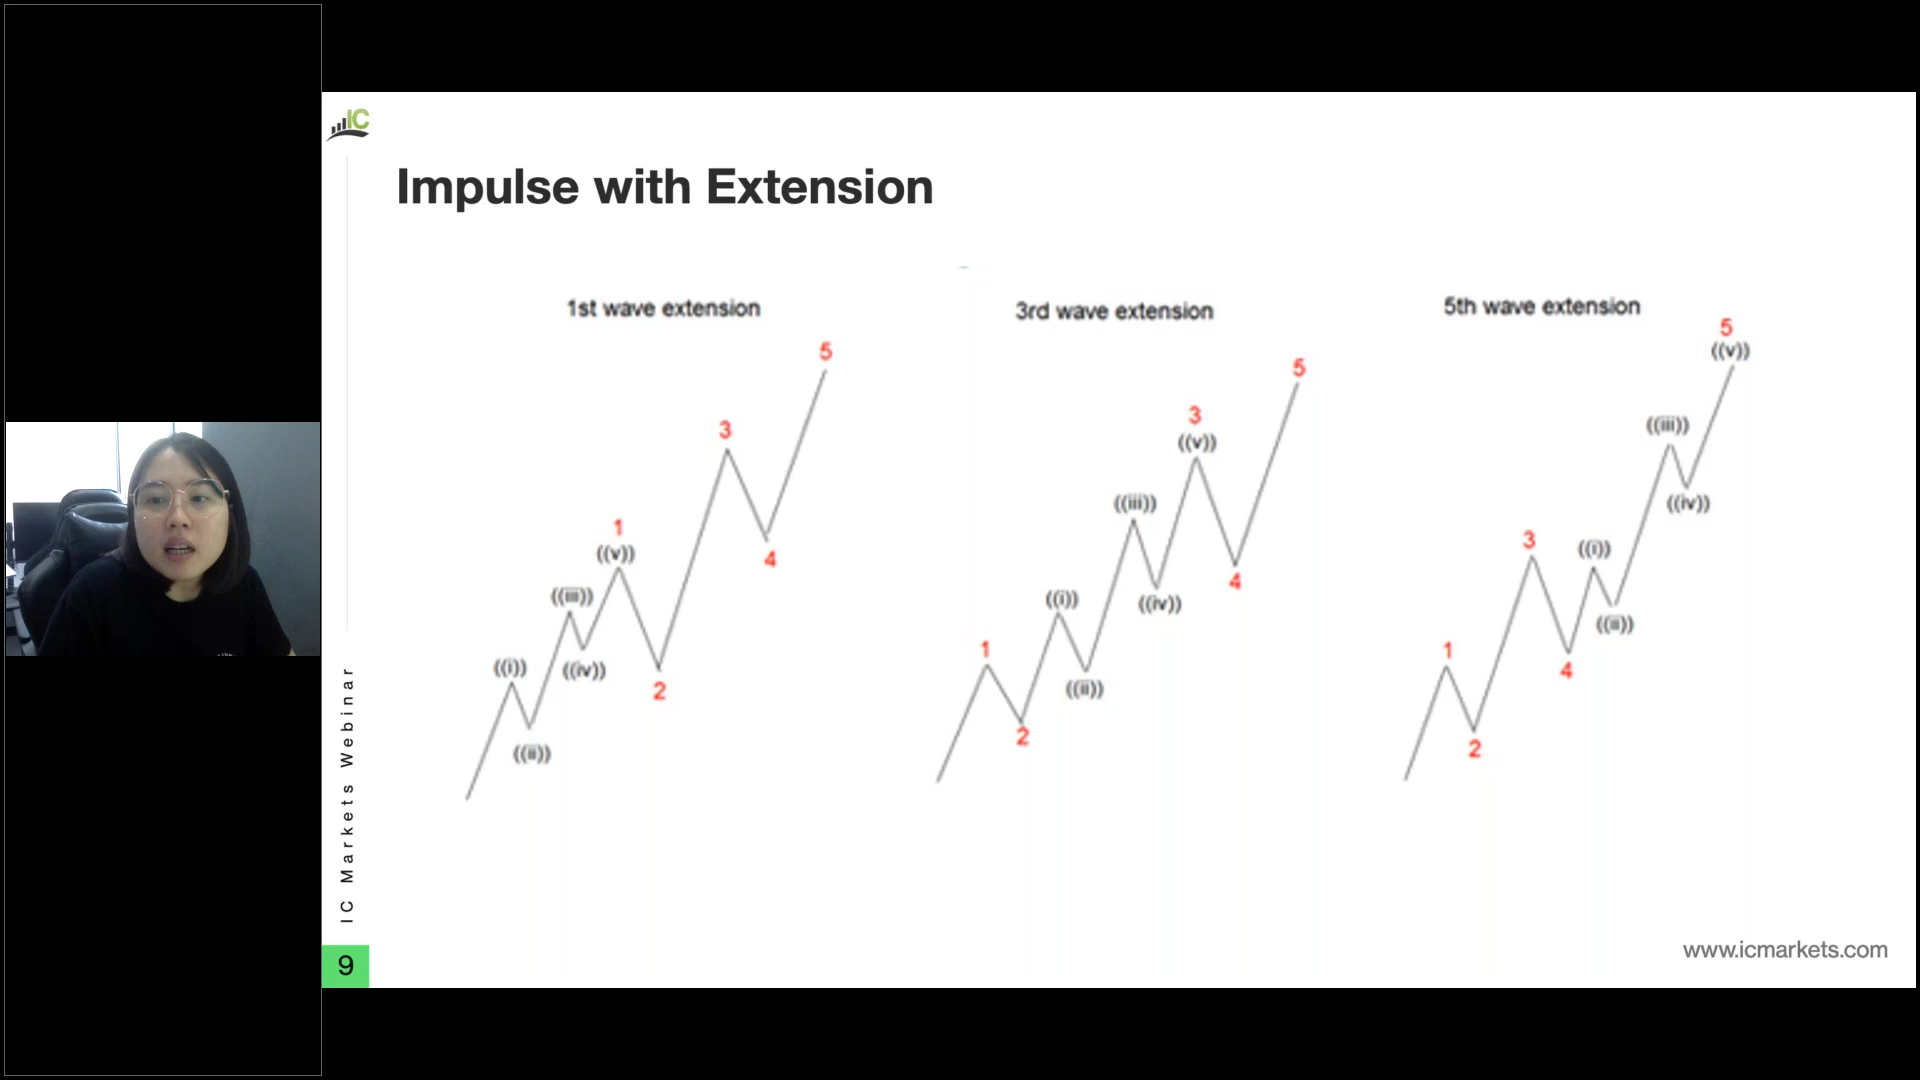 IC
Impulse with Extension
1st wave extension
3rd wave extension
5th wave extension
5
3
1
((v))
((iii))
4
((i))
((iv))
2
((ii))
5
3
((v))
((iii))
4
((i))
((iv))
1
((ii))
2
5
((v))
((iii))
((iv))
3
((i))
((ii))
1
4
2
IC Markets Webinar
9
www.icmarkets.com